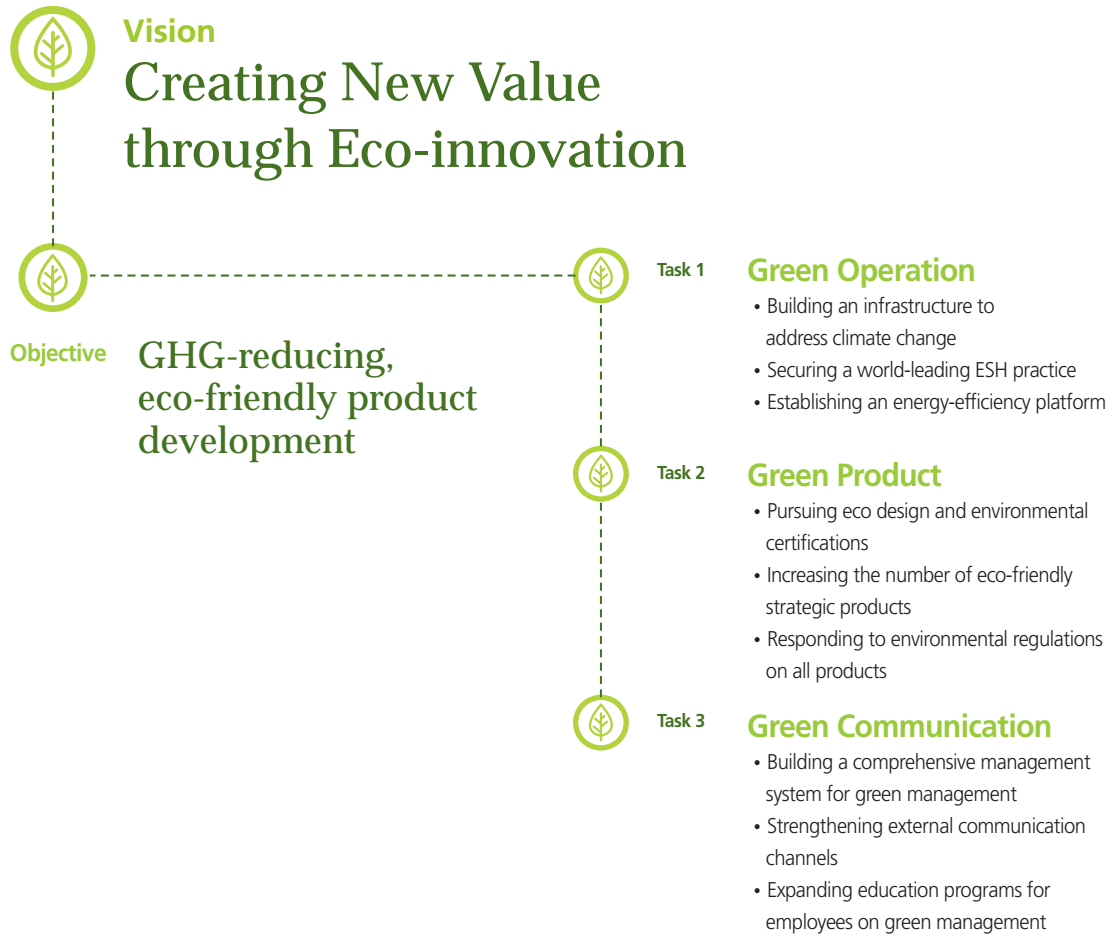 Vision
Creating New Value
through Eco-innovation
Objective
GHG-reducing,
eco-friendly product
development
Task 1
Green Operation
• Building an infrastructure to
address climate change
• Securing a world-leading ESH practice
• Establishing an energy-efficiency platform
Task 2
Green Product
• Pursuing eco design and environmental
certifications
• Increasing the number of eco-friendly
strategic products
• Responding to environmental regulations
on all products
Task 3
Green Communication
• Building a comprehensive management
system for green management
• Strengthening external communication
channels
• Expanding education programs for
employees on green management